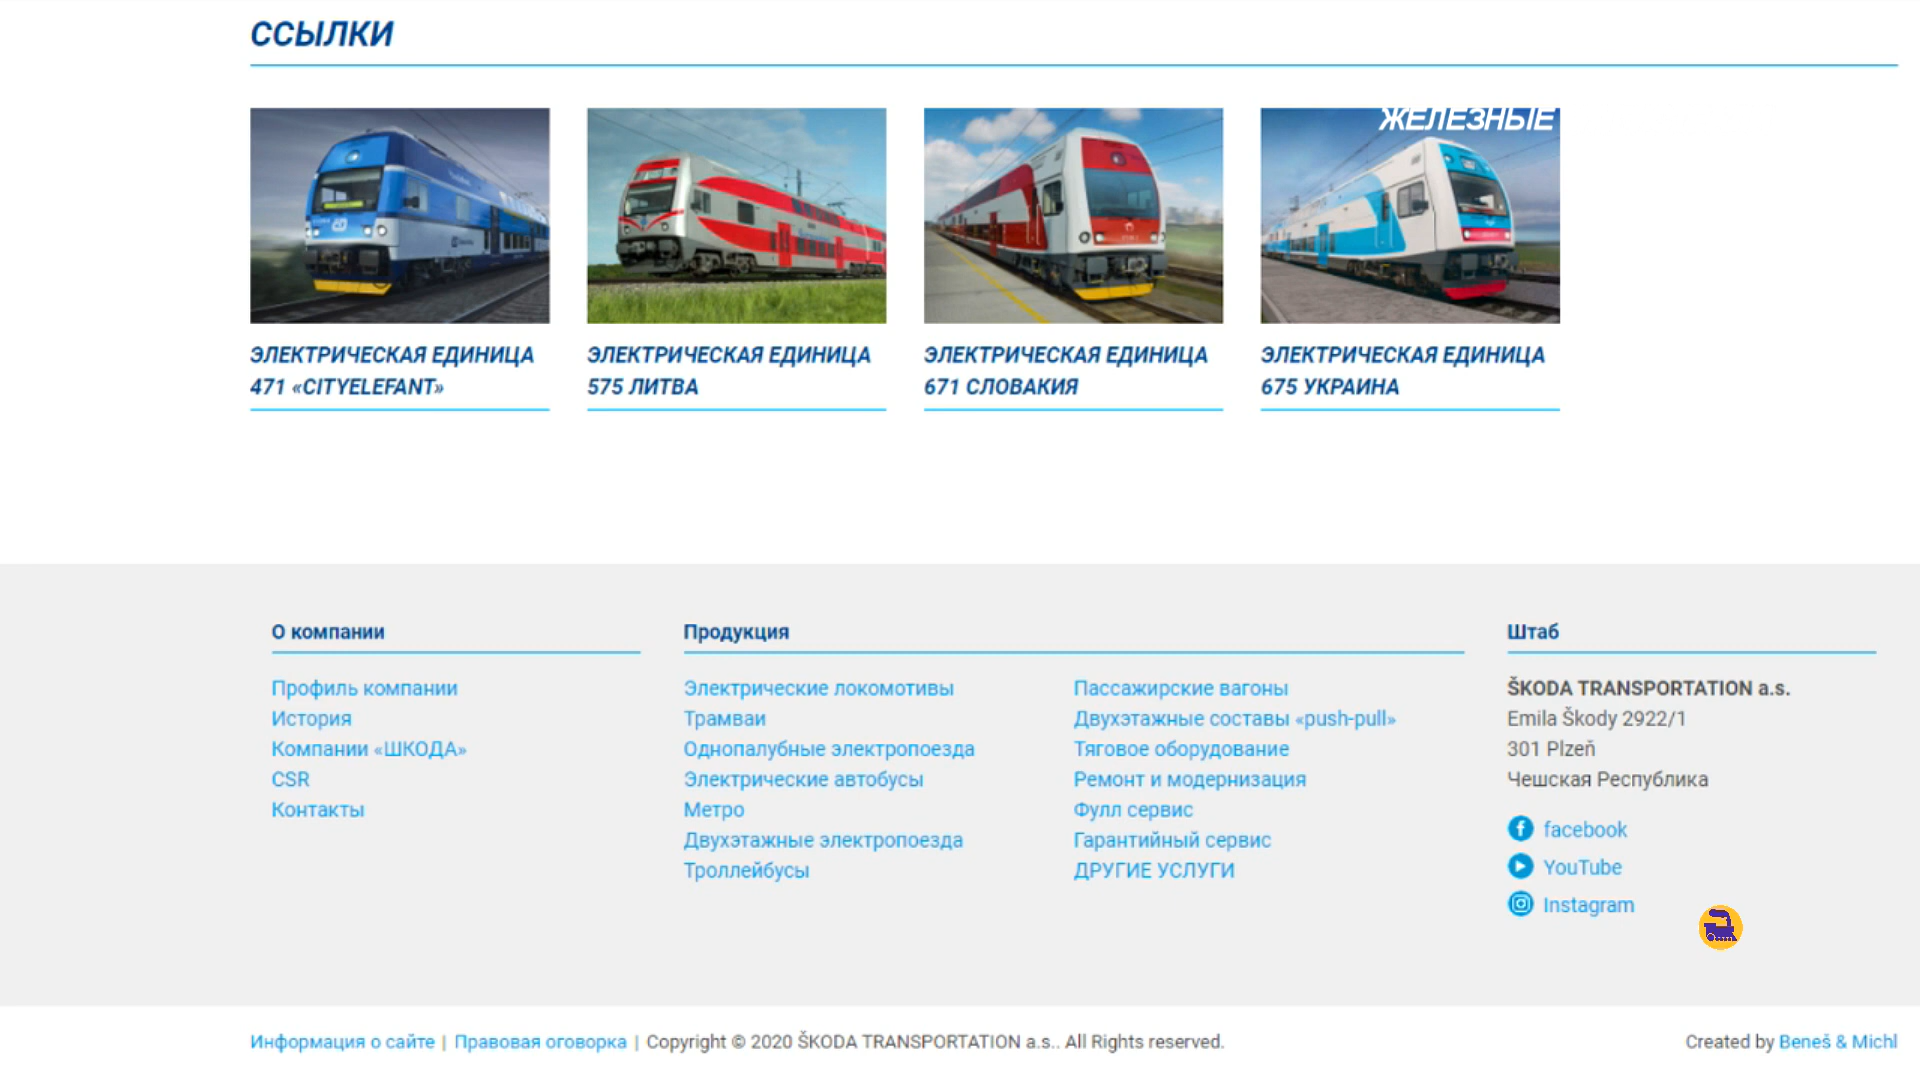 ССЫЛКИ
ЖЕЛЕЗНЫЕ
ЭЛЕКТРИЧЕСКАЯ ЕДИНИЦА
471 «CITYELEFANT»
ЭЛЕКТРИЧЕСКАЯ ЕДИНИЦА
575 ЛИТВА
ЭЛЕКТРИЧЕСКАЯ ЕДИНИЦА
671 СЛОВАКИЯ
ЭЛЕКТРИЧЕСКАЯ ЕДИНИЦА
675 УКРАИНА
О компании
Профиль компании
История
Компании «ШКОДА»
CSR
Контакты
Продукция
Электрические локомотивы
Трамваи
Однопалубные электропоезда
Электрические автобусы
Метро
Двухэтажные электропоезда
Троллейбусы
Пассажирские вагоны
Двухэтажные составы «push-pull»
Тяговое оборудование
Ремонт и модернизация
Фулл сервис
Гарантийный сервис
ДРУГИЕ УСЛУГИ
Штаб
ŠKODA TRANSPORTATION a.s.
Emila Škody 2922/1
301 Plzeň
Чешская Республика
facebook
YouTube
Instagram
Информация о сайте | Правовая оговорка | Copyright © 2020 ŠKODA TRANSPORTATION a.s.. All Rights reserved.
Created by Beneš & Michl